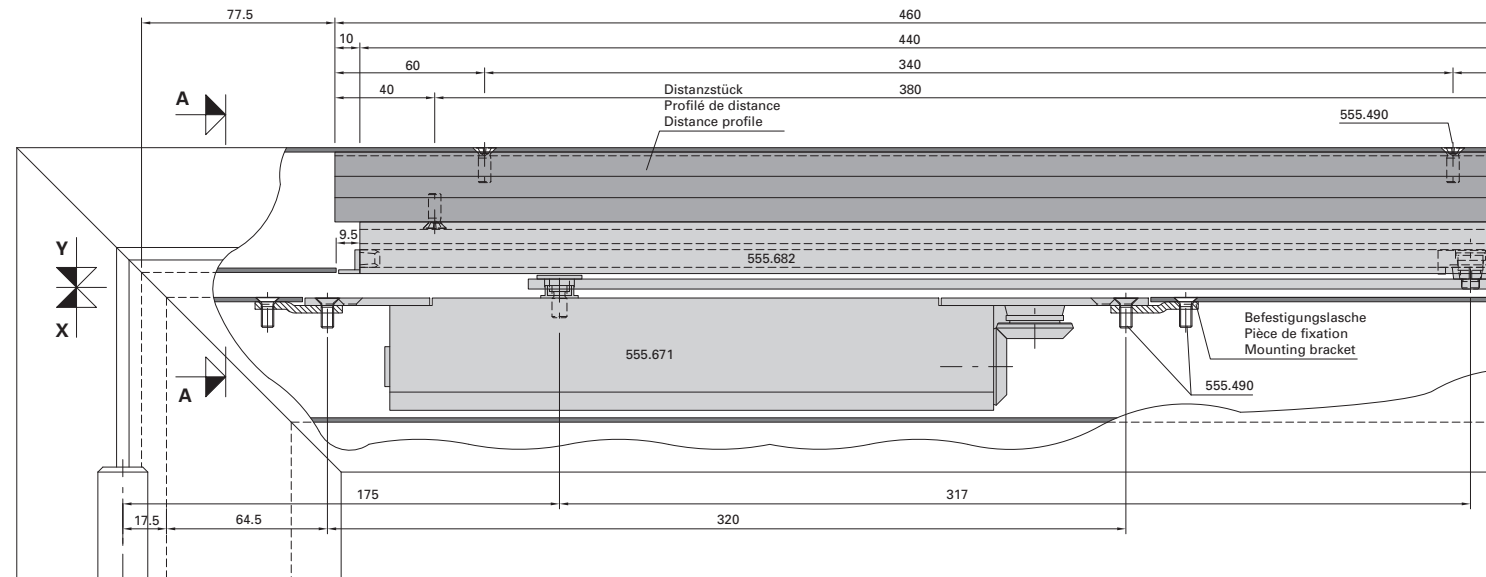 77.5
460
10
440
60
340
40
380
A
Distanzstück
Profilé de distance
Distance profile
555.490
Y
9.5
555.682
X
Befestigungslasche
Pièce de fixation
Mounting bracket
555.671
A
555.490
175
317
17.5
64.5
320